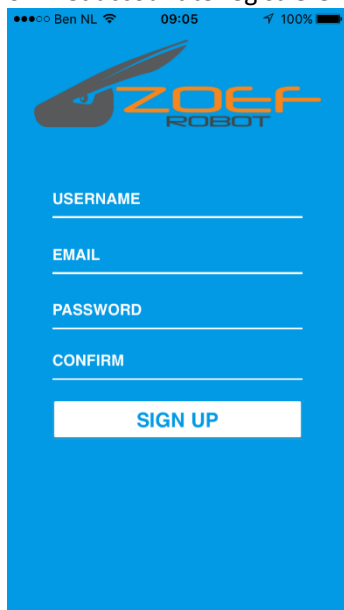 Ben NL 09:05 100%
ZOEF
ROBOT
USERNAME
EMAIL
PASSWORD
CONFIRM
SIGN UP